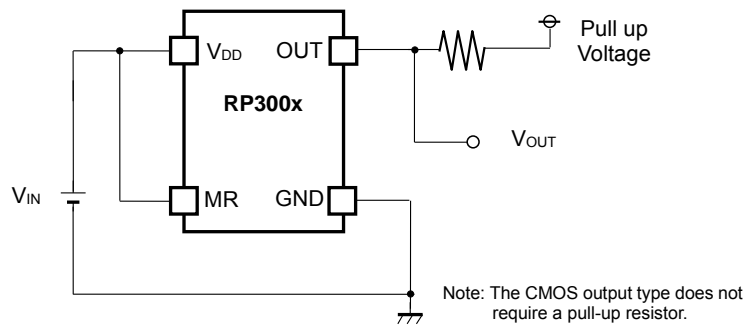 Pull up
Voltage
VDD
OUT
RP300x
VOUT
VIN
MR
GND
Note: The CMOS output type does not
require a pull-up resistor.